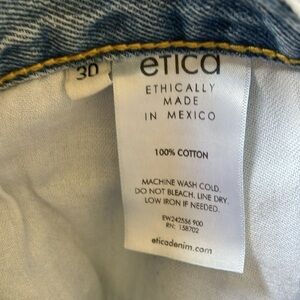 30
etica
ETHICALLY
MADE
IN MEXICO
100% COTTON
MACHINE WASH COLD.
DO NOT BLEACH, LINE DRY.
LOW IRON IF NEEDED.
EW242556 900
RN: 158702
eticadenim.com